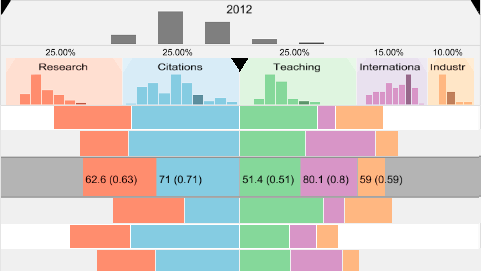 2012
25.00% 25.00% 25.00% 15.00% 10.00%
Research Citations Teaching Internationa Industr
62.6 (0.63) 71 (0.71) 51.4 (0.51) 80.1 (0.8) 59 (0.59)